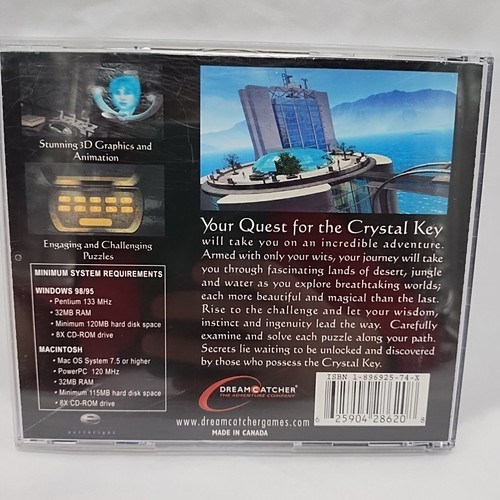 Stunning 3D Graphics and
Animation
Engaging and Challenging
Puzzles
MINIMUM SYSTEM REQUIREMENTS
WINDOWS 98/95
• Pentium 133 MHz
• 32MB RAM
• Minimum 120MB hard disk space
• 8X CD-ROM drive
MACINTOSH
• Mac OS System 7.5 or higher
• PowerPC 120 MHz
• 32MB RAM
• Minimum 115MB hard disk space
• 8X CD-ROM drive
Your Quest for the Crystal Key
will take you on an incredible adventure.
Armed with only your wits, your journey will take
you through fascinating lands of desert, jungle
and water as you explore breathtaking worlds;
each more beautiful and magical than the last.
Rise to the challenge and let your wisdom,
instinct and ingenuity lead the way. Carefully
examine and solve each puzzle along your path.
Secrets lie waiting to be unlocked and discovered
by those who possess the Crystal Key.
DREAMCATCHER
THE ADVENTURE COMPANY
www.dreamcatchergames.com
MADE IN CANADA
ISBN 1-896925-74-X
6 25904 28620 8